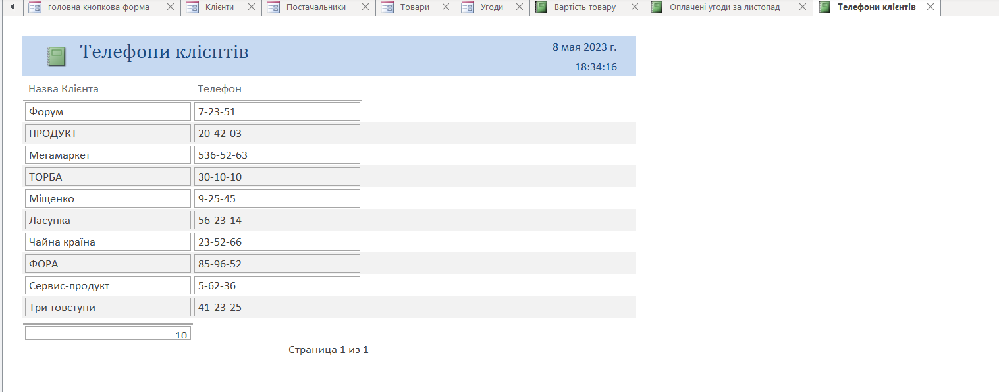 головна кнопкова форма Клієнти Постачальники Товари Угоди Вартість товару Оплачені угоди за листопад Телефони клієнтів
Телефони клієнтів 8 мая 2023 г.
18:34:16
Назва Клієнта Телефон
Форум 7-23-51
ПРОДУКТ 20-42-03
Мегамаркет 536-52-63
ТОРБА 30-10-10
Міщенко 9-25-45
Ласунка 56-23-14
Чайна країна 23-52-66
ФОРА 85-96-52
Сервис-продукт 5-62-36
Три товстуни 41-23-25
10
Страница 1 из 1